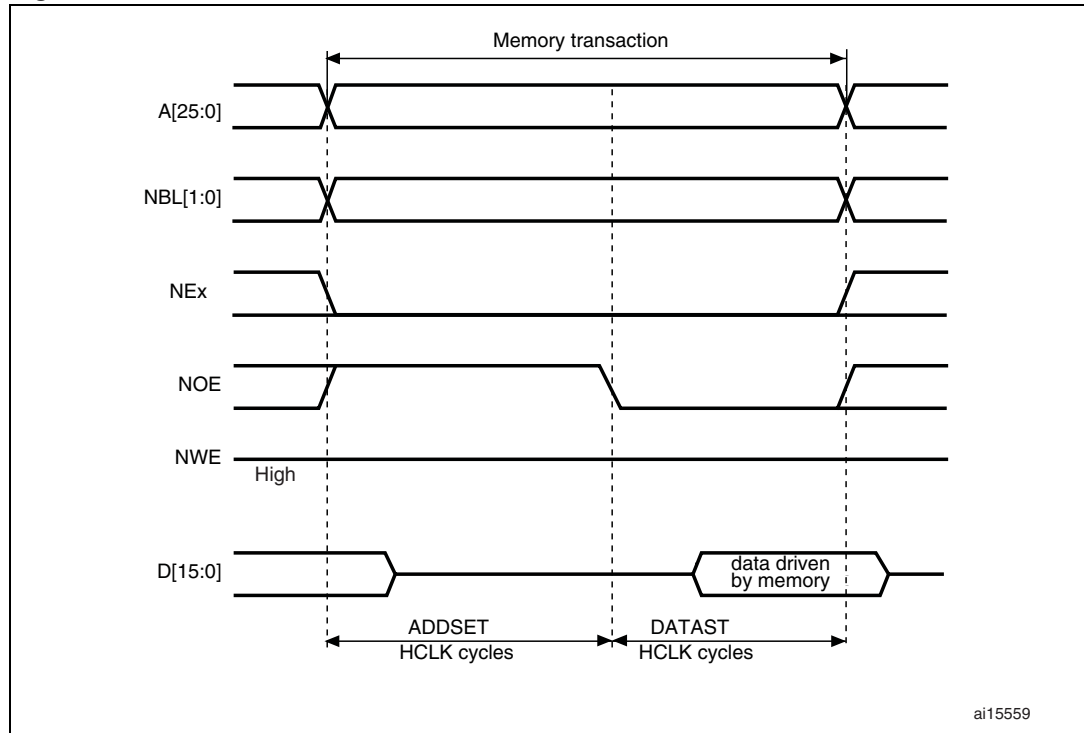 Memory transaction
A[25:0]
NBL[1:0]
NEx
NOE
NWE
High
D[15:0]
data driven
by memory
ADDSET
HCLK cycles
DATAST
HCLK cycles
ai15559